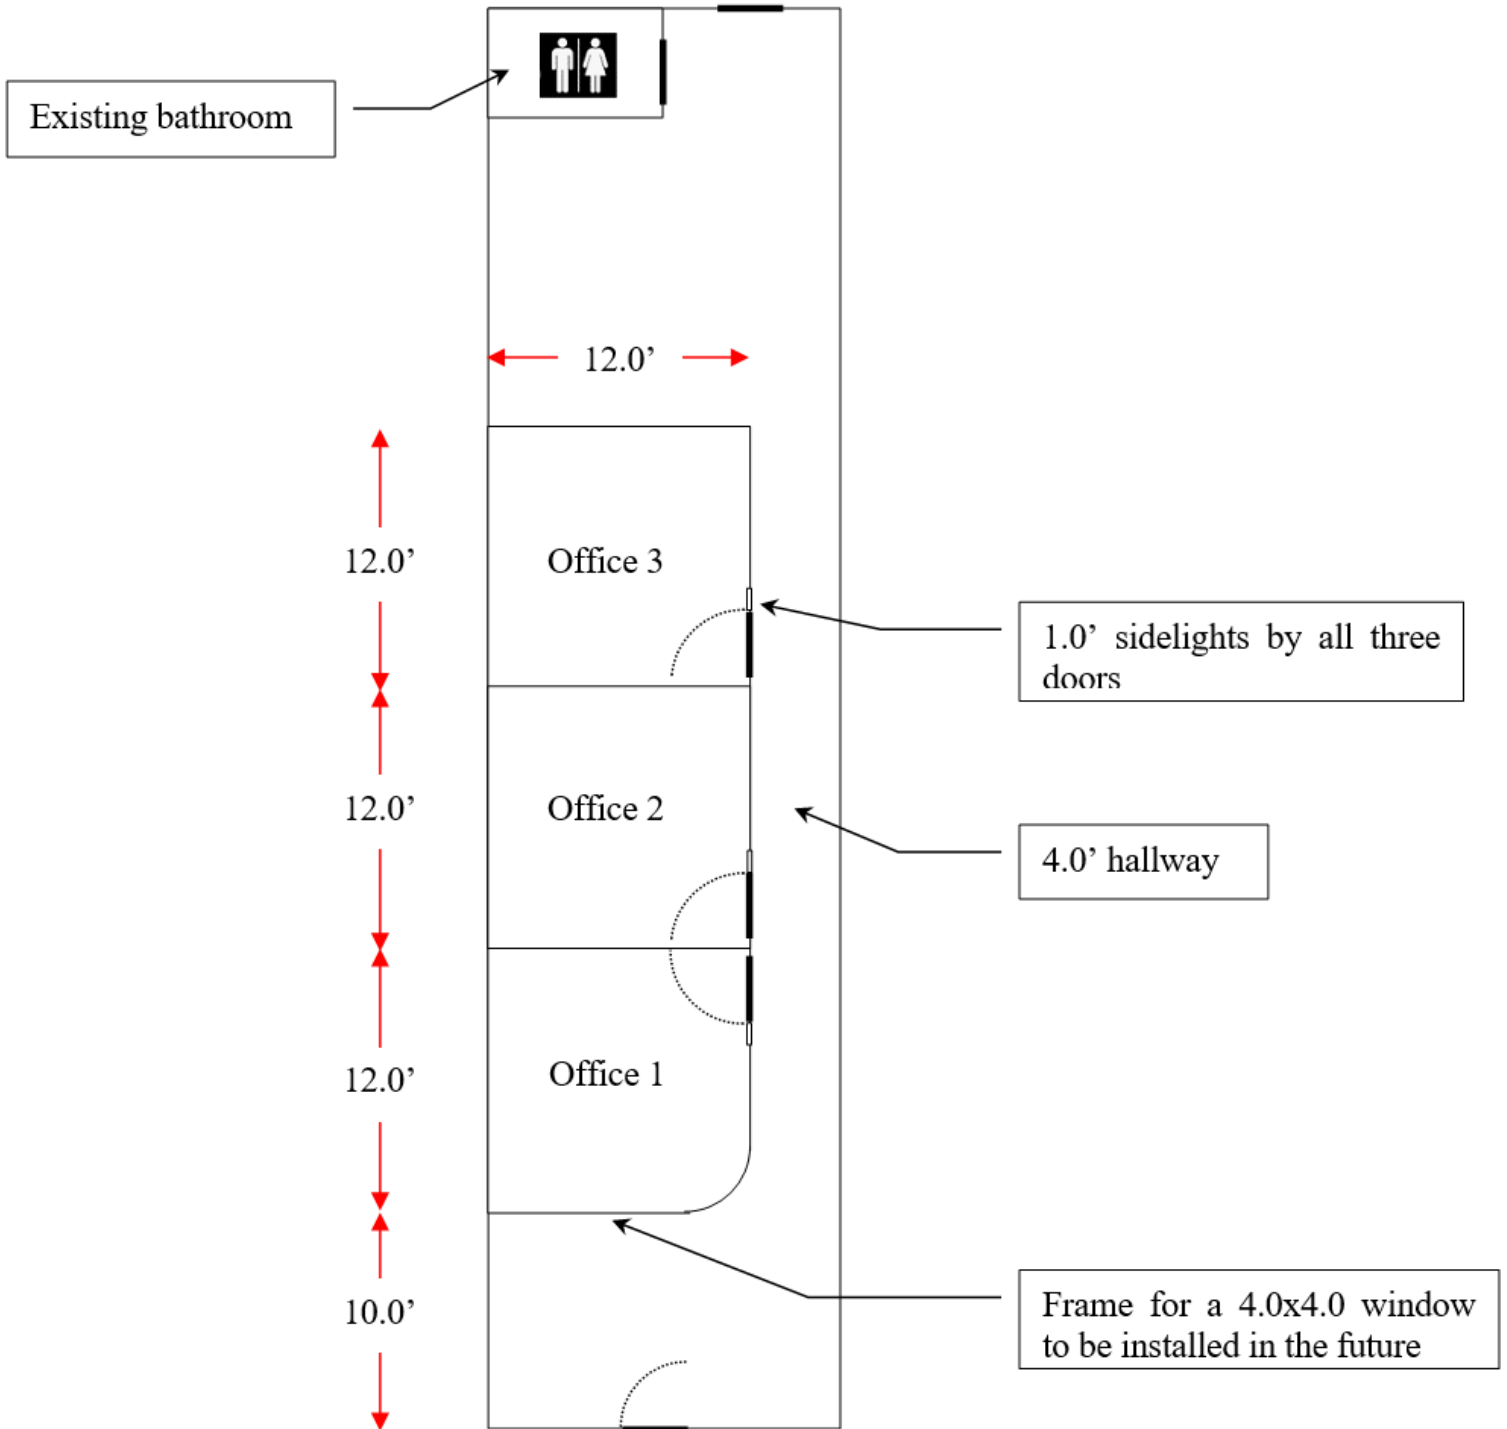 Existing bathroom
12.0’
12.0’
Office 3
1.0’ sidelights by all three
doors
12.0’
Office 2
4.0’ hallway
12.0’
Office 1
10.0’
Frame for a 4.0x4.0 window
to be installed in the future